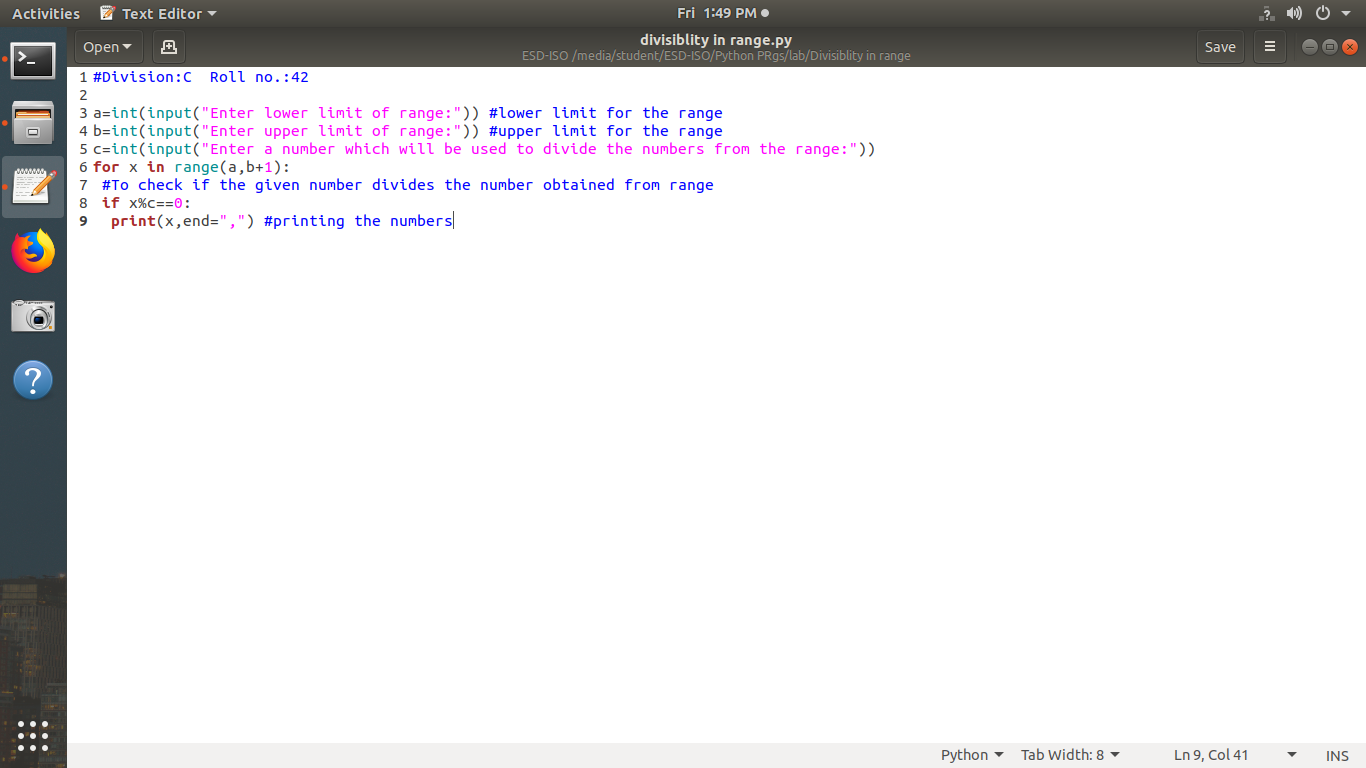 Activities Text Editor Fri 1:49 PM
Open divisiblity in range.py Save
ESD-ISO /media/student/ESD-ISO/Python PRgs/lab/Divisiblity in range
1 #Division:C  Roll no.:42
2
3 a=int(input("Enter lower limit of range:")) #lower limit for the range
4 b=int(input("Enter upper limit of range:")) #upper limit for the range
5 c=int(input("Enter a number which will be used to divide the numbers from the range:"))
6 for x in range(a,b+1):
7  #To check if the given number divides the number obtained from range
8  if x%c==0:
9   print(x,end=",") #printing the numbers
Python Tab Width: 8 Ln 9, Col 41 INS